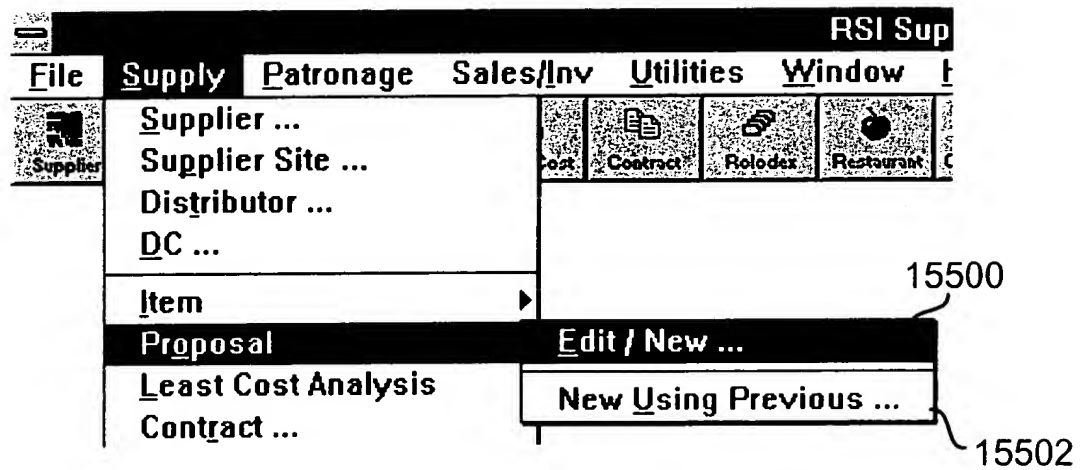 RSI Sup
File Supply Patronage Sales/Inv Utilities Window
Supplier Cost Contract Rolodex Restaurant
Supplier ...
Supplier Site ...
Distributor ...
DC ...
Item
Proposal
Least Cost Analysis
Contract ...
15500
Edit / New ...
New Using Previous ...
15502